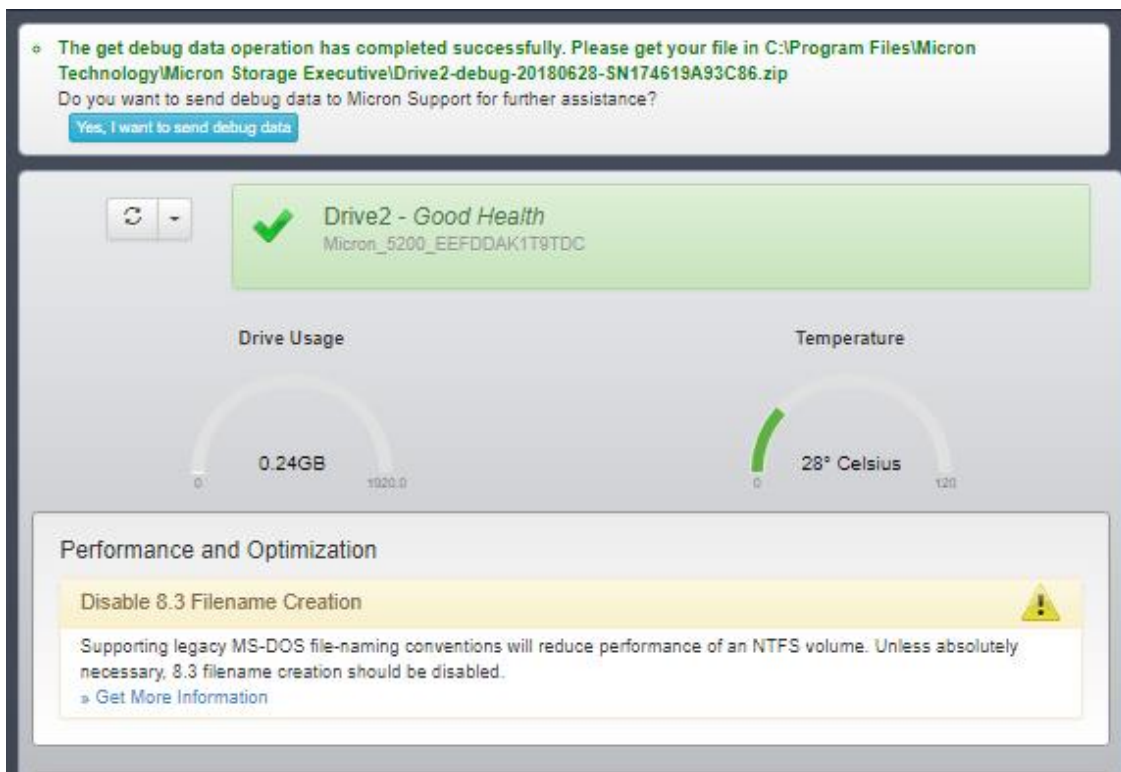 The get debug data operation has completed successfully. Please get your file in C:\Program Files\Micron
Technology\Micron Storage Executive\Drive2-debug-20180628-SN174619A93C86.zip
Do you want to send debug data to Micron Support for further assistance?
Yes, I want to send debug data
Drive2 - Good Health
Micron_5200_EEFDDAK1T9TDC
Drive Usage
Temperature
0.24GB
28° Celsius
0
1920.0
0
120
Performance and Optimization
Disable 8.3 Filename Creation
Supporting legacy MS-DOS file-naming conventions will reduce performance of an NTFS volume. Unless absolutely
necessary, 8.3 filename creation should be disabled.
» Get More Information